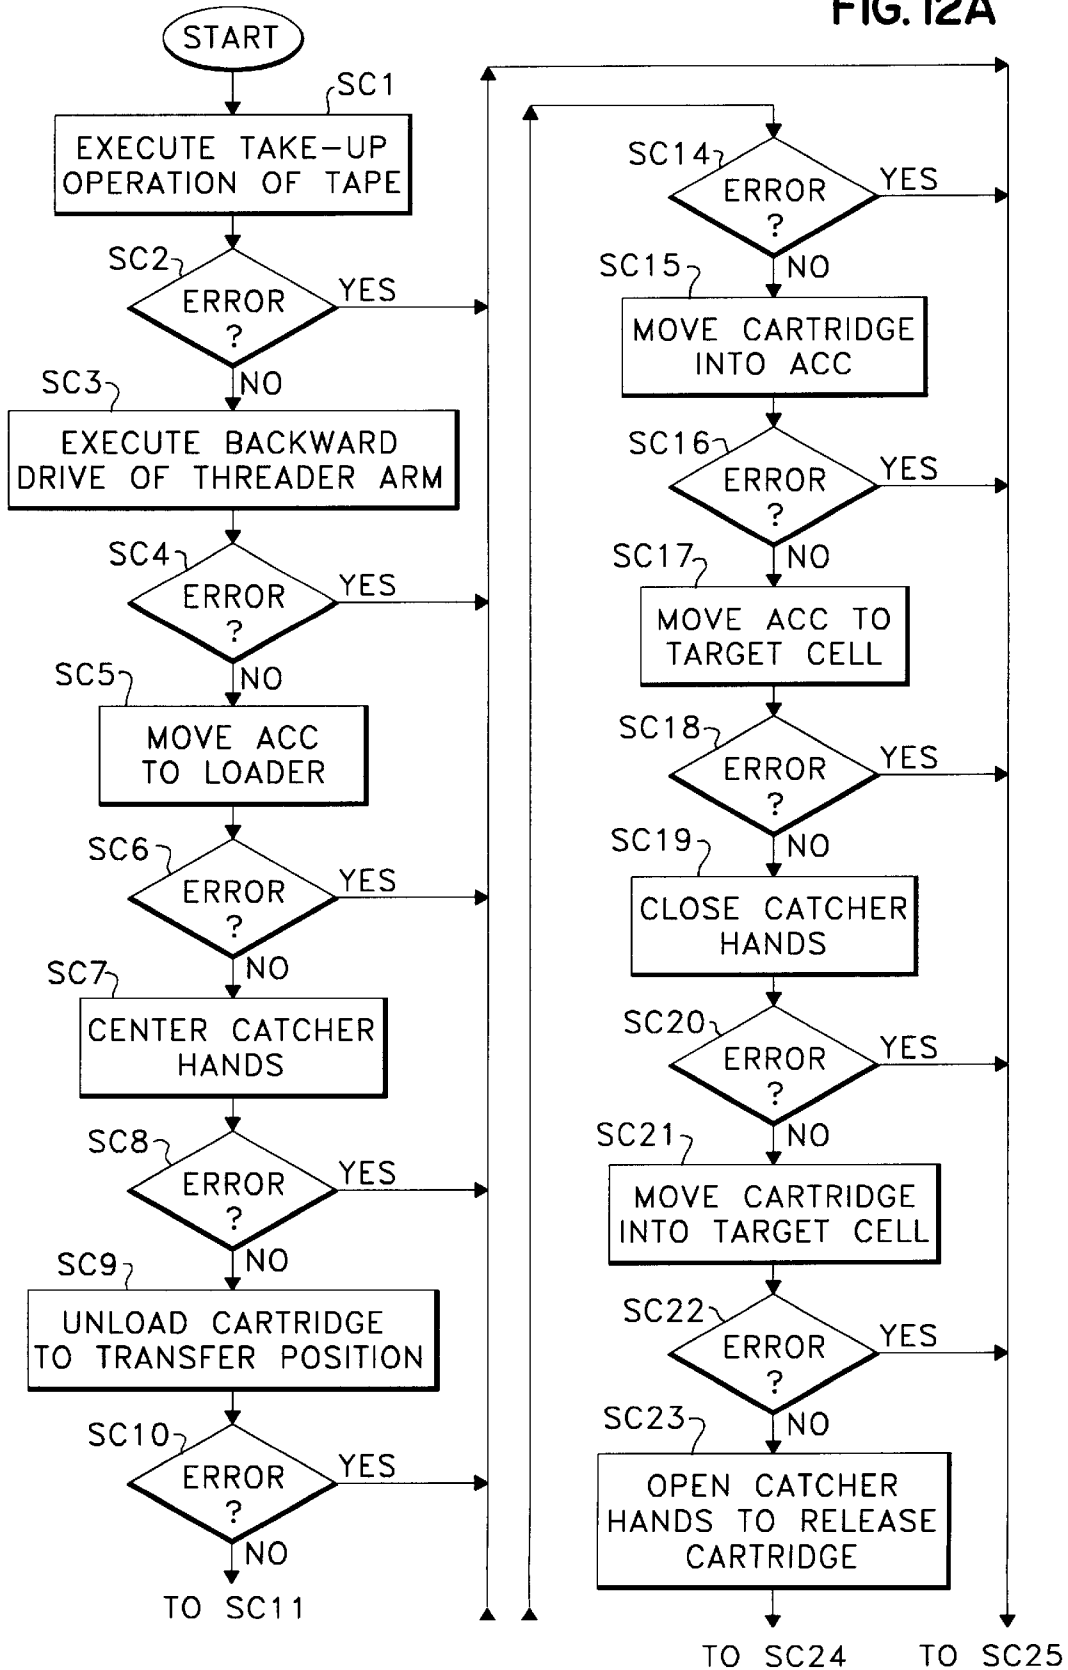 FIG. 12A
START
SC1
EXECUTE TAKE-UP
OPERATION OF TAPE
SC2
ERROR
?
YES
NO
SC3
EXECUTE BACKWARD
DRIVE OF THREADER ARM
SC4
ERROR
?
YES
NO
SC5
MOVE ACC
TO LOADER
SC6
ERROR
?
YES
NO
SC7
CENTER CATCHER
HANDS
SC8
ERROR
?
YES
NO
SC9
UNLOAD CARTRIDGE
TO TRANSFER POSITION
SC10
ERROR
?
YES
NO
TO SC11
SC14
ERROR
?
YES
NO
SC15
MOVE CARTRIDGE
INTO ACC
SC16
ERROR
?
YES
NO
SC17
MOVE ACC TO
TARGET CELL
SC18
ERROR
?
YES
NO
SC19
CLOSE CATCHER
HANDS
SC20
ERROR
?
YES
NO
SC21
MOVE CARTRIDGE
INTO TARGET CELL
SC22
ERROR
?
YES
NO
SC23
OPEN CATCHER
HANDS TO RELEASE
CARTRIDGE
TO SC24
TO SC25